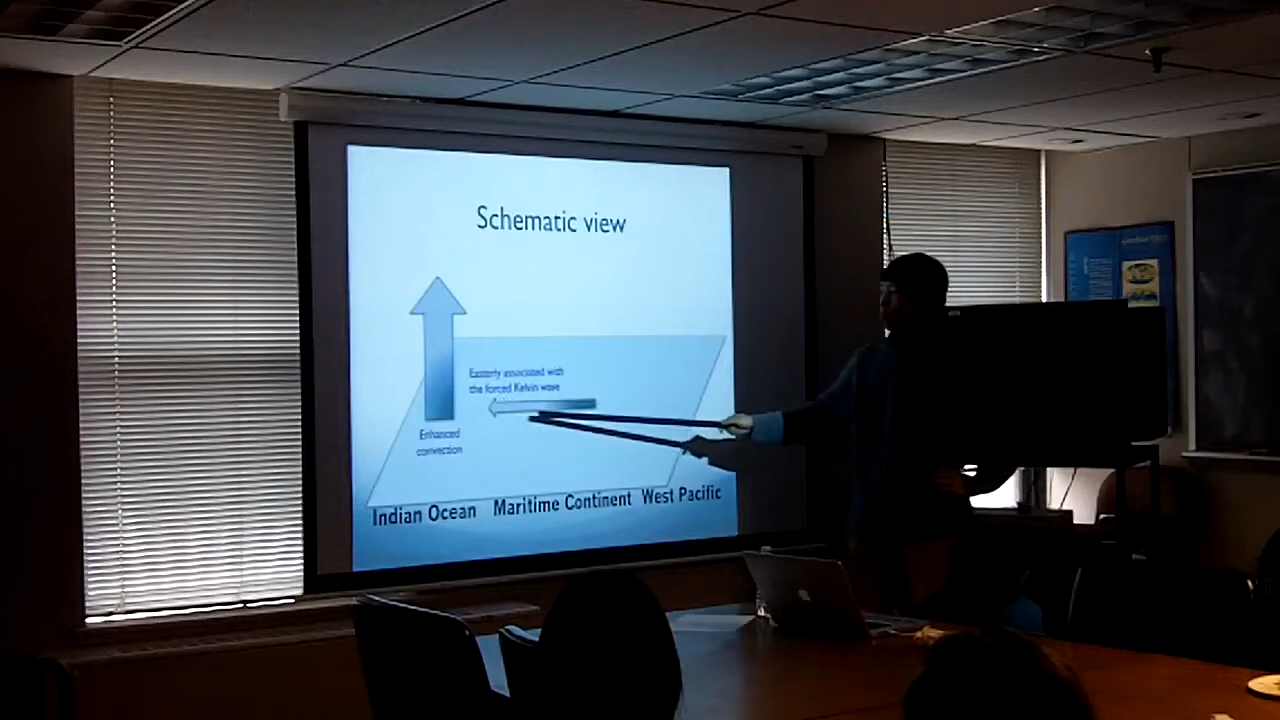 Schematic view
Easterly associated with
the forced Kelvin wave
Enhanced
convection
Indian Ocean Maritime Continent West Pacific